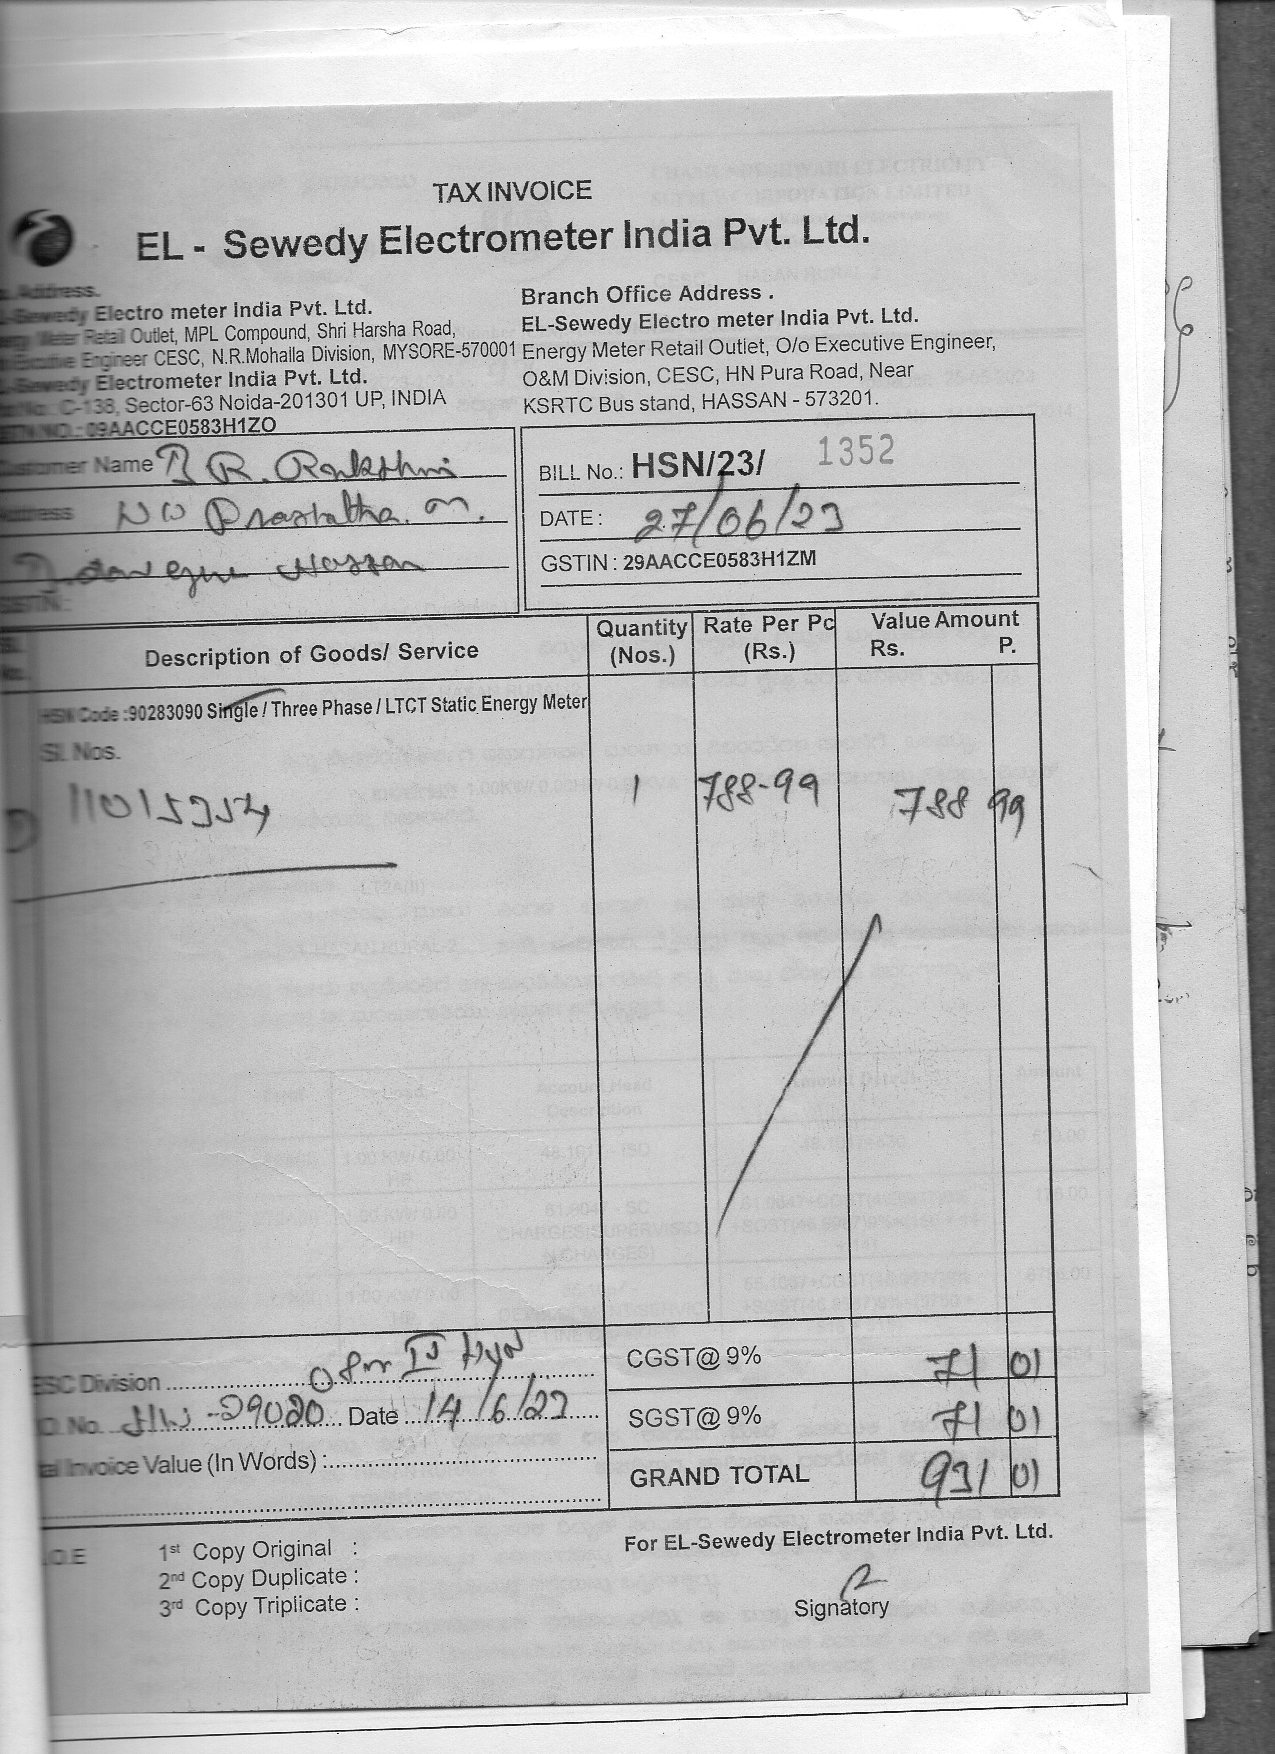 TAX INVOICE
EL - Sewedy Electrometer India Pvt. Ltd.
Address.
Electro meter India Pvt. Ltd.
Outlet, MPL Compound, Shri Harsha Road,
Engineer CESC, N.R.Mohalla Division, MYSORE-570001
Electrometer India Pvt. Ltd.
C-138, Sector-63 Noida-201301 UP, INDIA
09AACCE0583H1ZO
Branch Office Address .
EL-Sewedy Electro meter India Pvt. Ltd.
Energy Meter Retail Outlet, O/o Executive Engineer,
O&M Division, CESC, HN Pura Road, Near
KSRTC Bus stand, HASSAN - 573201.
Customer Name
Address
Hassan
GSTIN :
BILL No.: HSN/23/ 1352
DATE : 27/06/23
GSTIN : 29AACCE0583H1ZM
Description of Goods/ Service
Quantity (Nos.)
Rate Per Pc (Rs.)
Value Amount
Rs. P.
HSN Code :90283090 Single / Three Phase / LTCT Static Energy Meter
Sl. Nos.
1 788-99 788 99
CESC Division
No. Date 14/6/23
Invoice Value (In Words) :
CGST@ 9% 71 01
SGST@ 9% 71 01
GRAND TOTAL 931 01
1st Copy Original :
2nd Copy Duplicate :
3rd Copy Triplicate :
For EL-Sewedy Electrometer India Pvt. Ltd.
Signatory